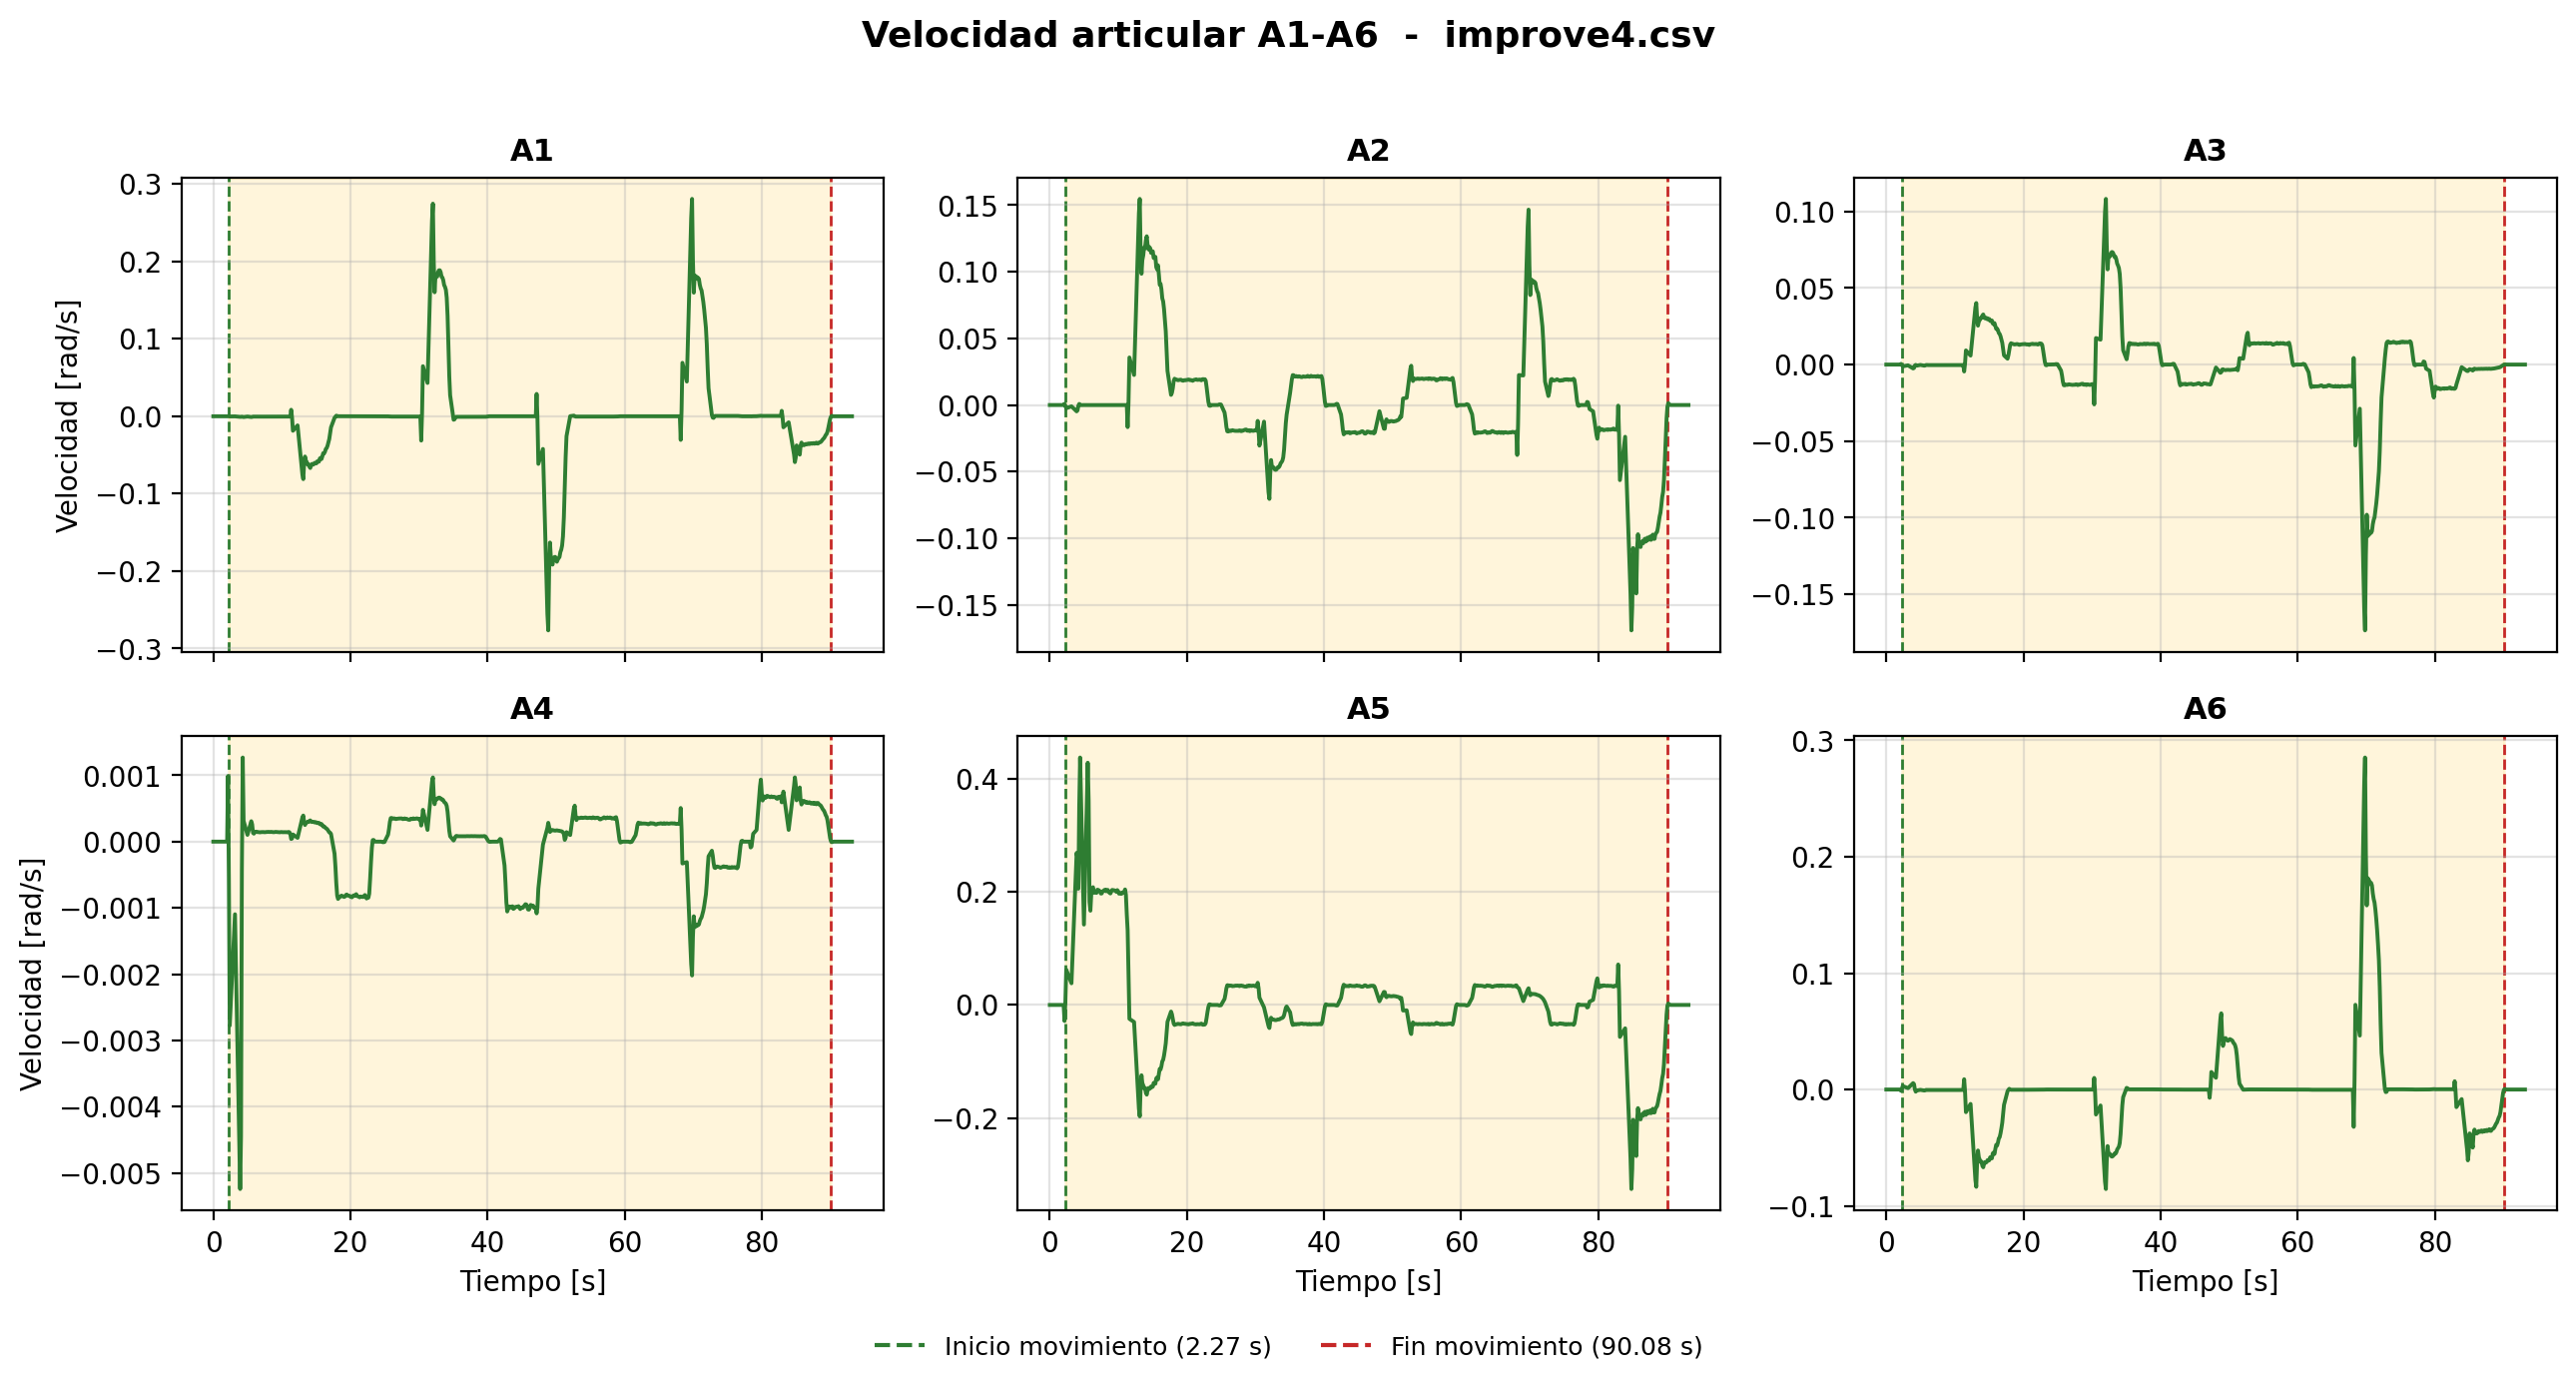 Velocidad articular A1-A6  -  improve4.csv
A1
A2
A3
0.3
0.2
0.1
0.0
−0.1
−0.2
−0.3
Velocidad [rad/s]
0.15
0.10
0.05
0.00
−0.05
−0.10
−0.15
0.10
0.05
0.00
−0.05
−0.10
−0.15
A4
A5
A6
0.001
0.000
−0.001
−0.002
−0.003
−0.004
−0.005
Velocidad [rad/s]
0.4
0.2
0.0
−0.2
0.3
0.2
0.1
0.0
−0.1
0 20 40 60 80
0 20 40 60 80
0 20 40 60 80
Tiempo [s]
Tiempo [s]
Tiempo [s]
Inicio movimiento (2.27 s)
Fin movimiento (90.08 s)